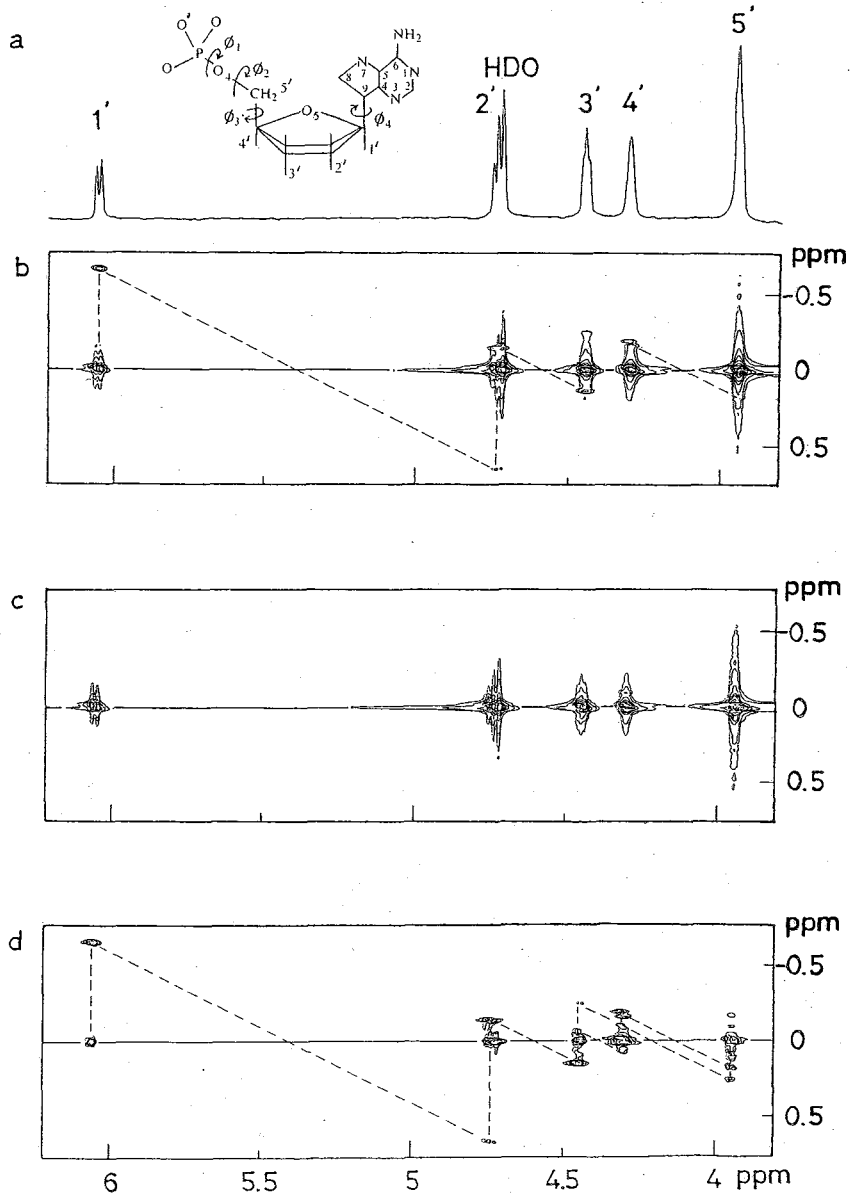 a
O' O
P
O
ϕ₁
O₄
ϕ₂
CH₂ 5'
ϕ₃
O₅
ϕ₄
4'
3'
2'
1'
NH₂
N 7
8
9
5
4
6
1 N
2
N 3
1'
HDO
2'
3'
4'
5'
b
ppm
-0.5
0
0.5
c
ppm
-0.5
0
0.5
d
ppm
-0.5
0
0.5
6 5.5 5 4.5 4 ppm